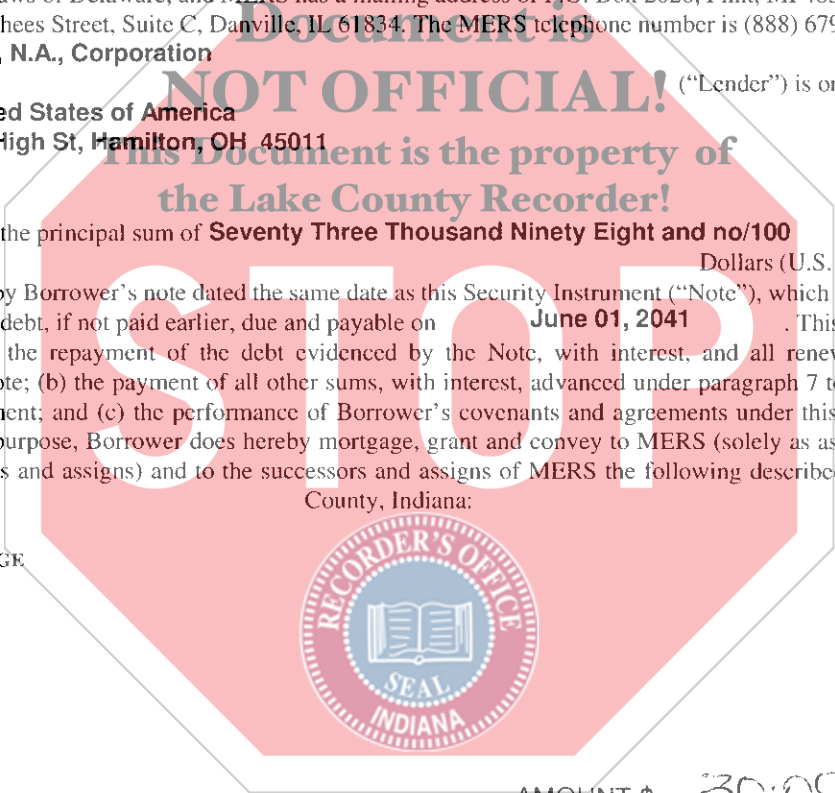 aws of Delaware, and MERS has a mailing address of P.O. Box 2026, Flint, MI
hees Street, Suite C, Danville, IL 61834. The MERS telephone number is (888) 679
Document is
, N.A., Corporation
NOT OFFICIAL!
("Lender") is or
ed States of America
High St, Hamilton, OH 45011
This Document is the property of
the Lake County Recorder!
the principal sum of Seventy Three Thousand Ninety Eight and no/100
Dollars (U.S.
by Borrower's note dated the same date as this Security Instrument ("Note"), which
debt, if not paid earlier, due and payable on June 01, 2041 . This
the repayment of the debt evidenced by the Note, with interest, and all renew
ote; (b) the payment of all other sums, with interest, advanced under paragraph 7 to
ment; and (c) the performance of Borrower's covenants and agreements under this
purpose, Borrower does hereby mortgage, grant and convey to MERS (solely as as
s and assigns) and to the successors and assigns of MERS the following described
STOP
County, Indiana:
GE
RECORDER'S OFFICE
SEAL
INDIANA
AMOUNT $